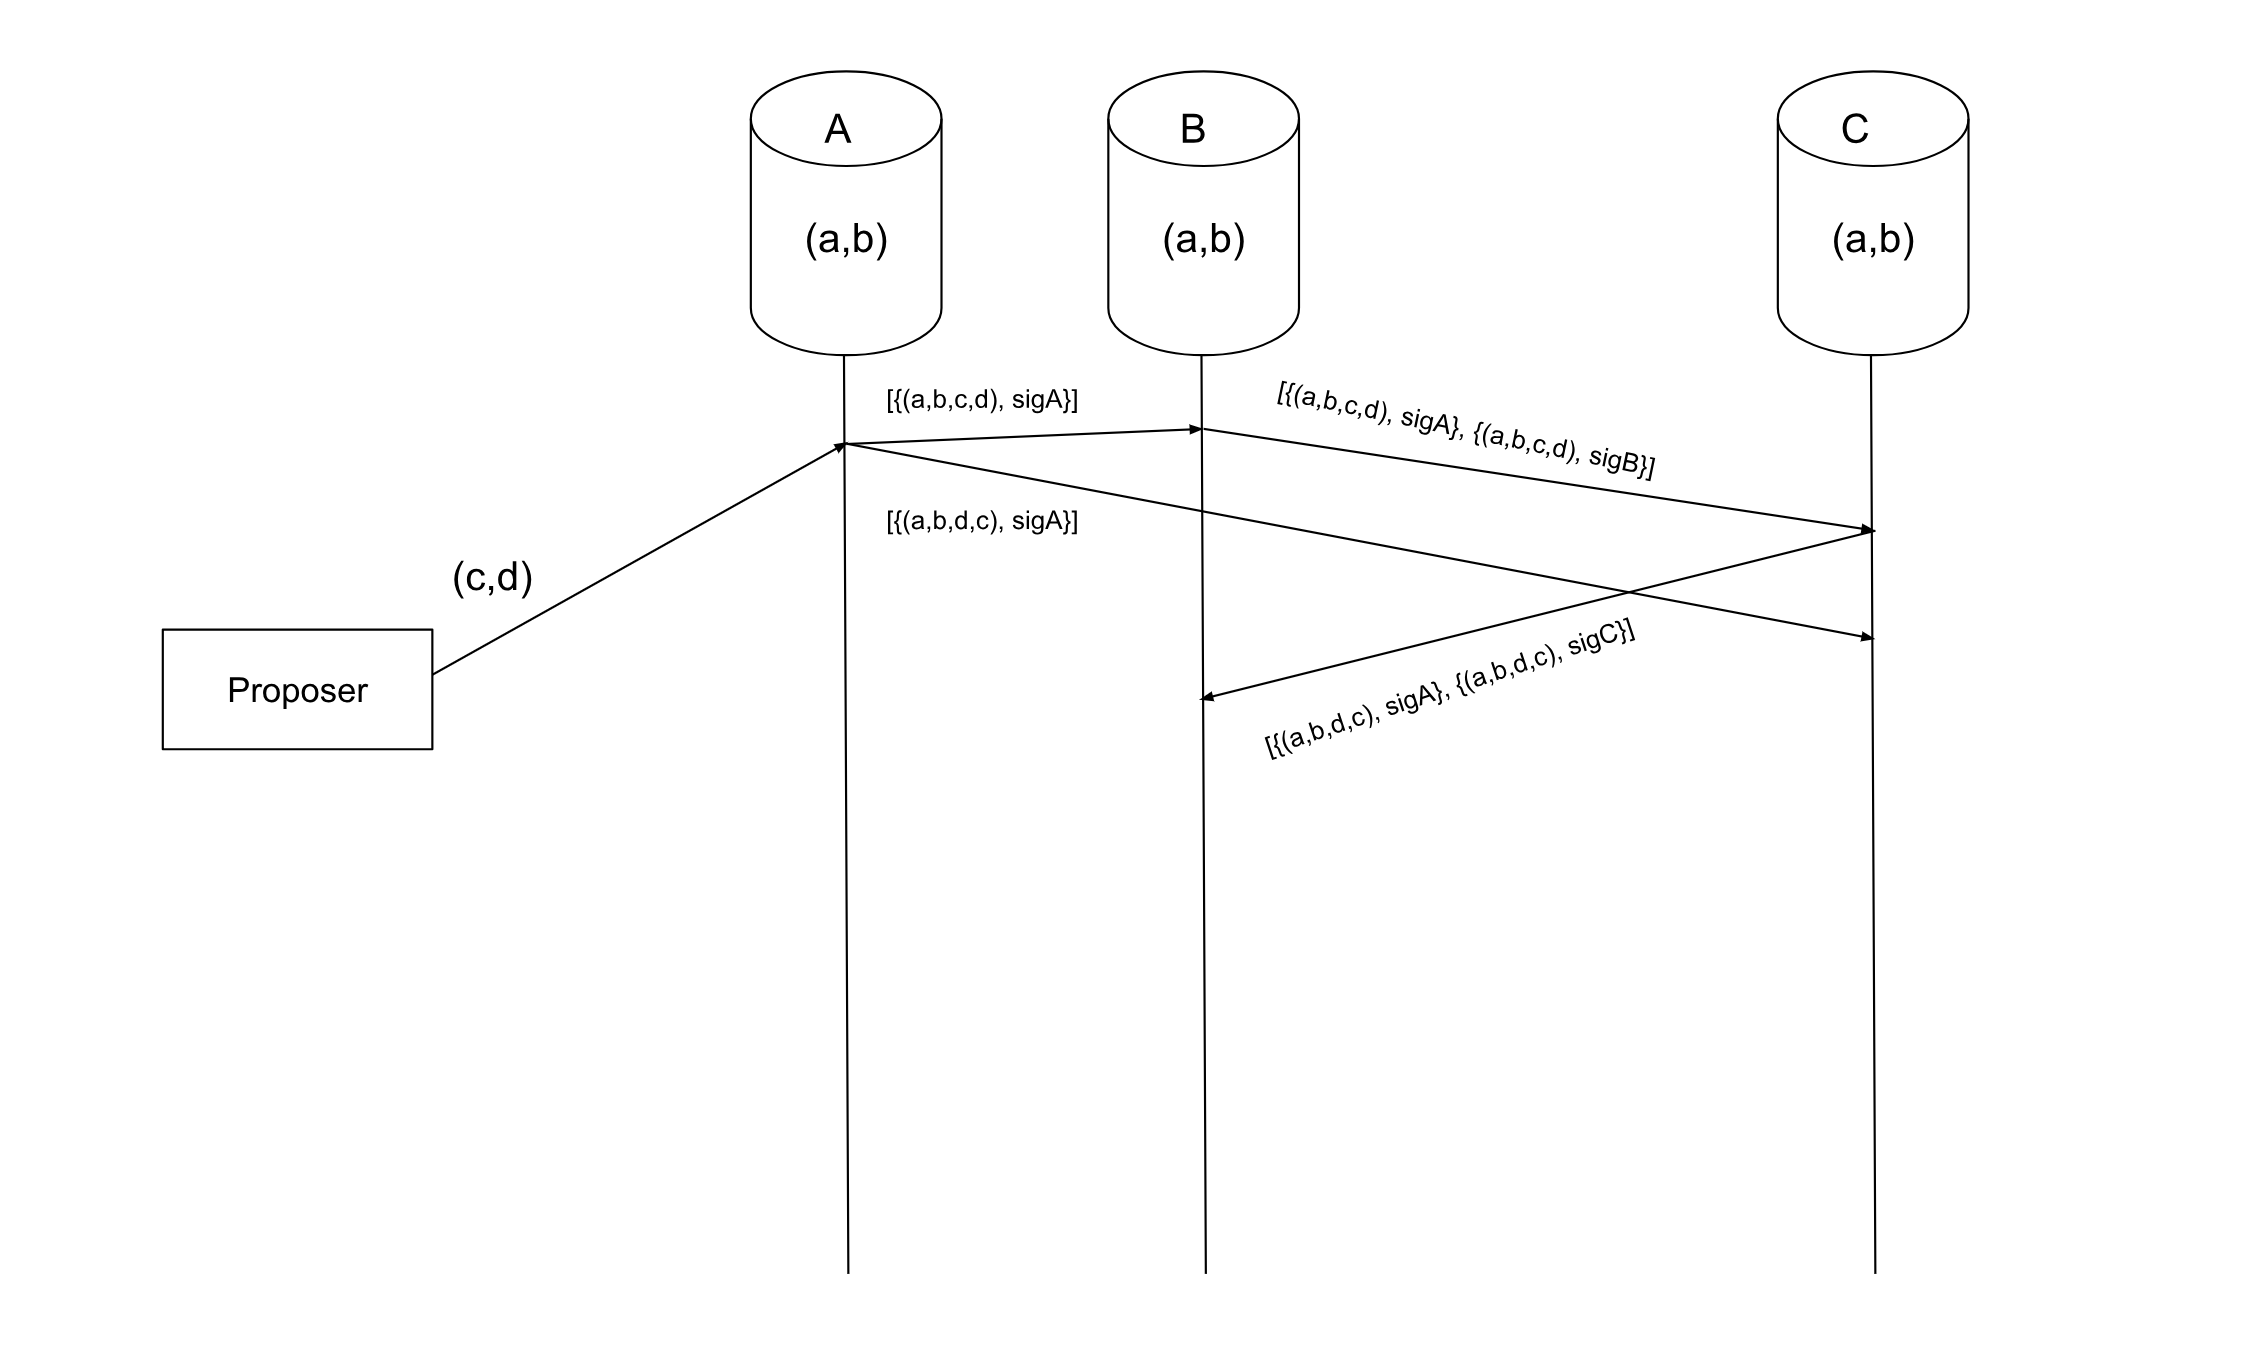 A
B
C
(a,b)
(a,b)
(a,b)
[{(a,b,c,d), sigA}]
[{(a,b,c,d), sigA}, {(a,b,c,d), sigB}]
[{(a,b,d,c), sigA}]
(c,d)
[{(a,b,d,c), sigA}, {(a,b,d,c), sigC}]
Proposer